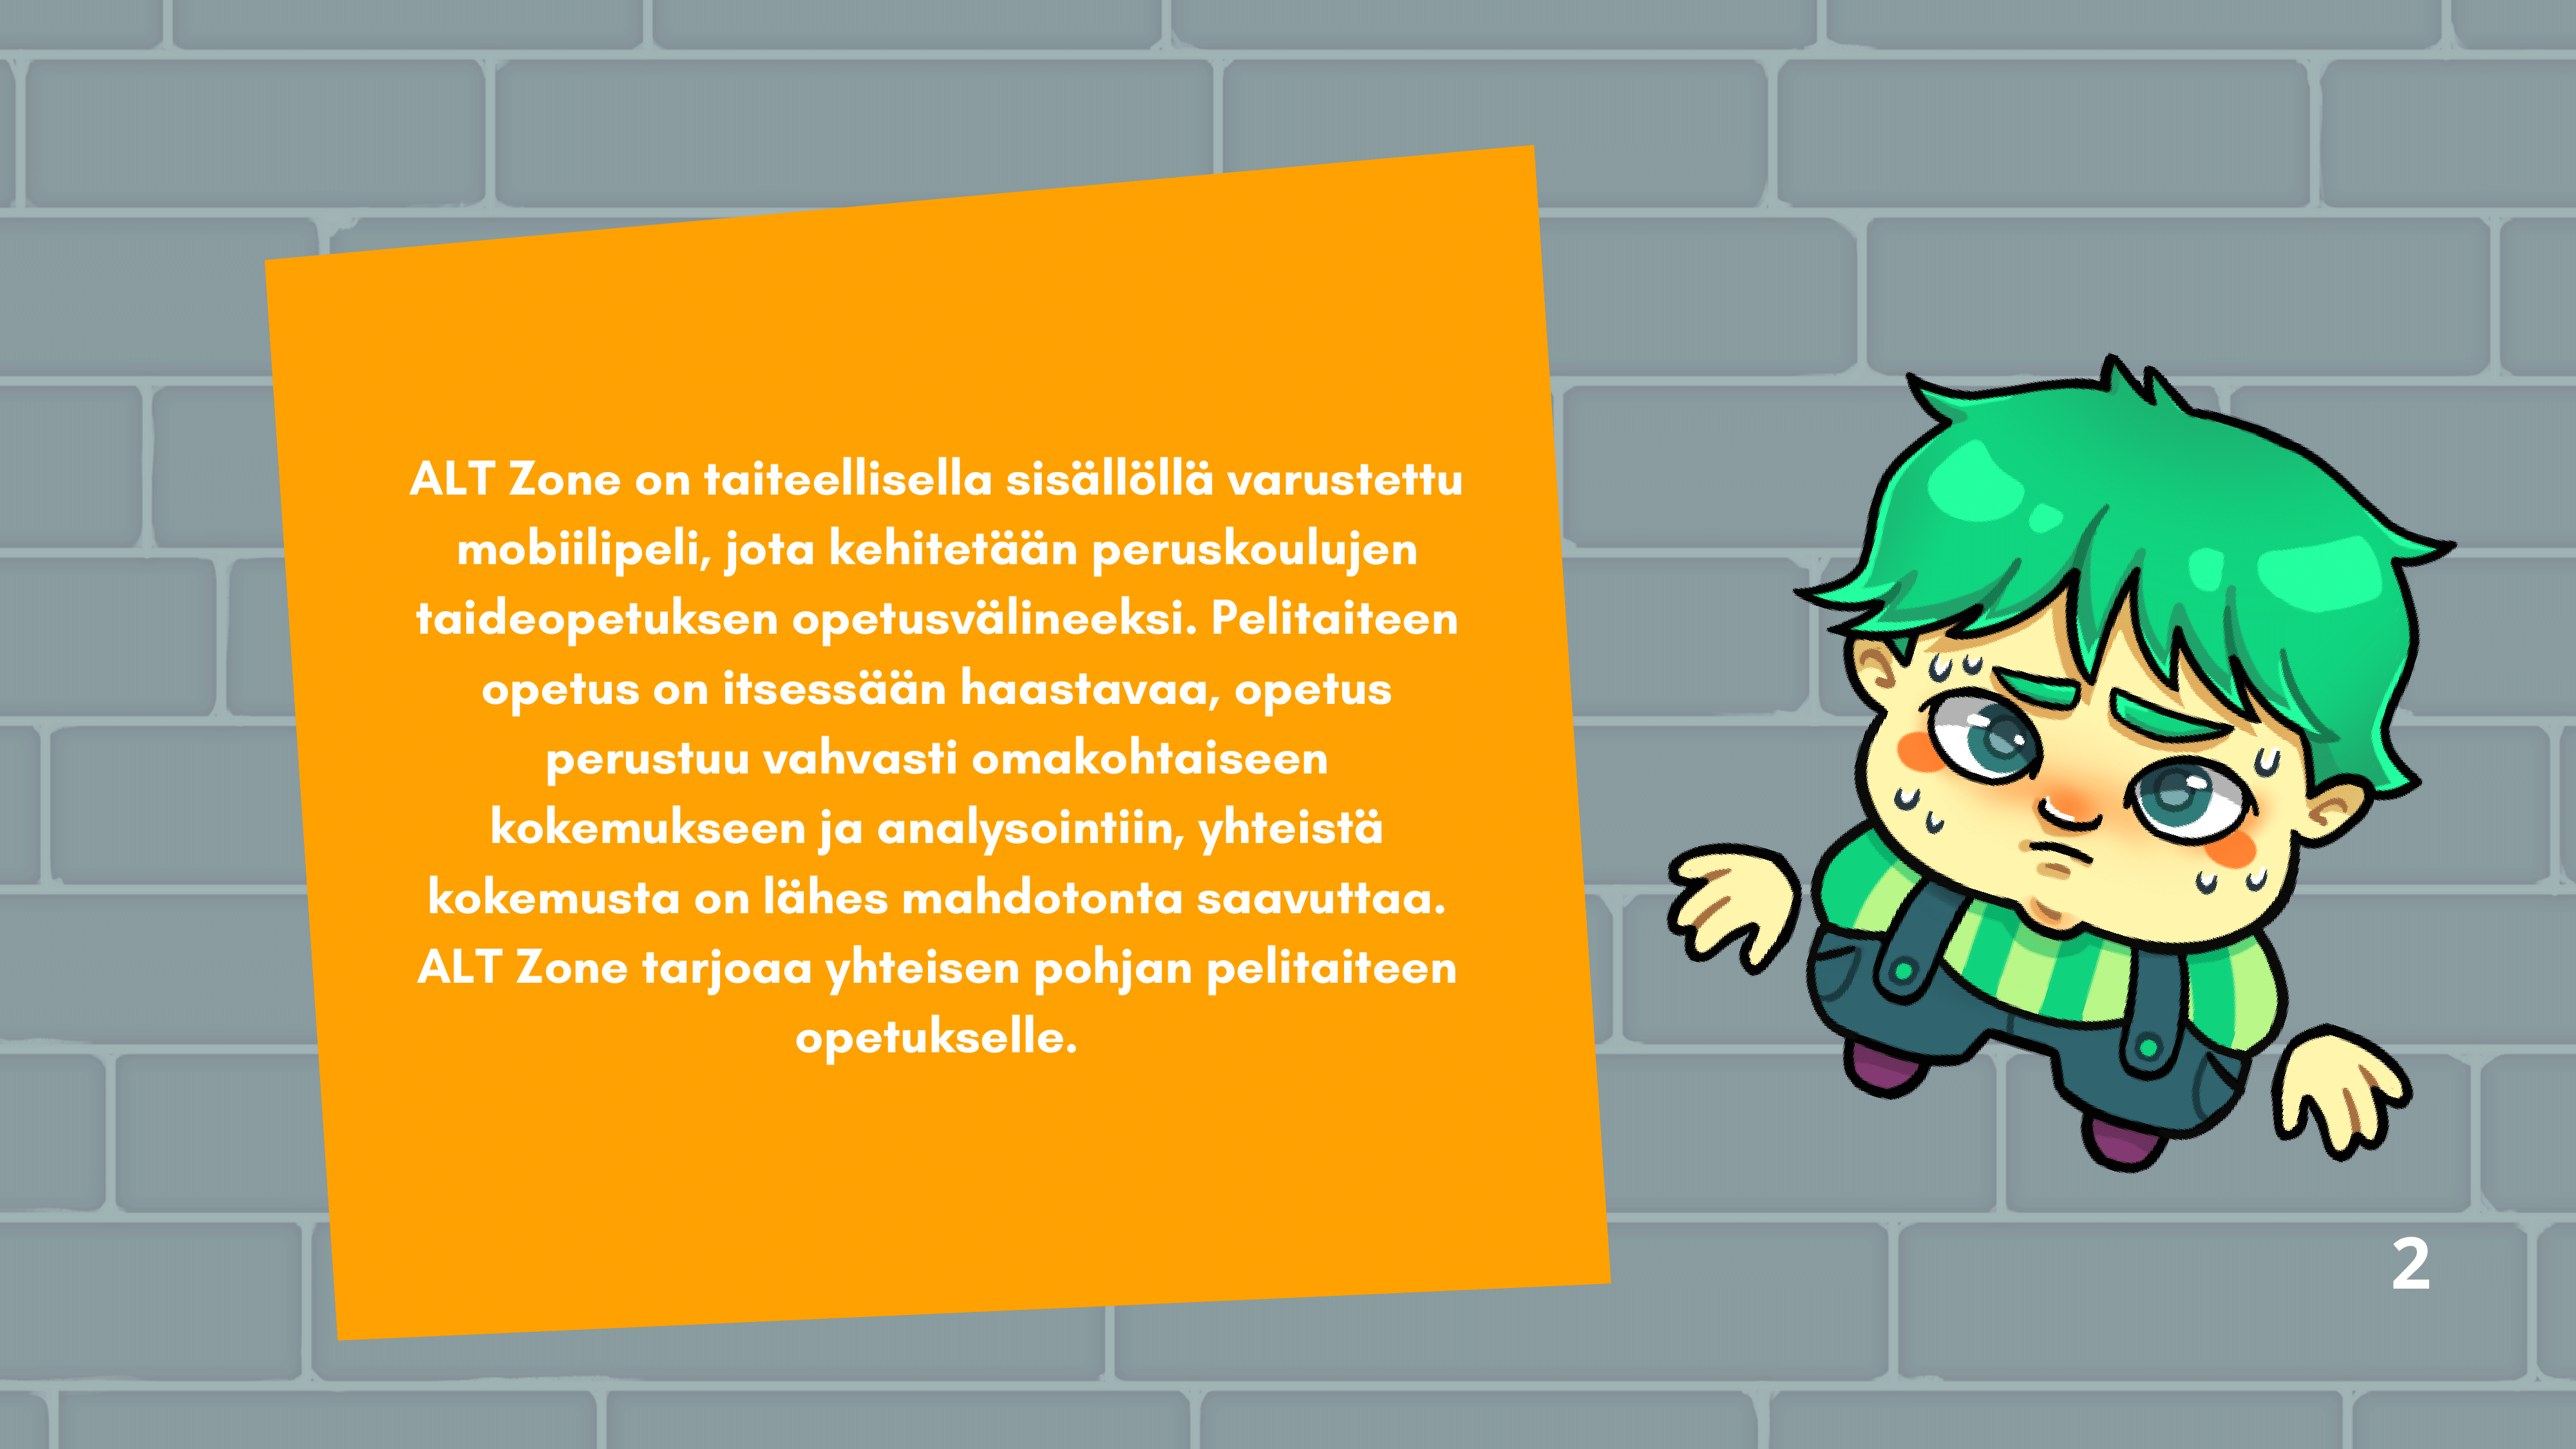 ALT Zone on taiteellisella sisällöllä varustettu
mobiilipeli, jota kehitetään peruskoulujen
taideopetuksen opetusvälineeksi. Pelitaiteen
opetus on itsessään haastavaa, opetus
perustuu vahvasti omakohtaiseen
kokemukseen ja analysointiin, yhteistä
kokemusta on lähes mahdotonta saavuttaa.
ALT Zone tarjoaa yhteisen pohjan pelitaiteen
opetukselle.
2